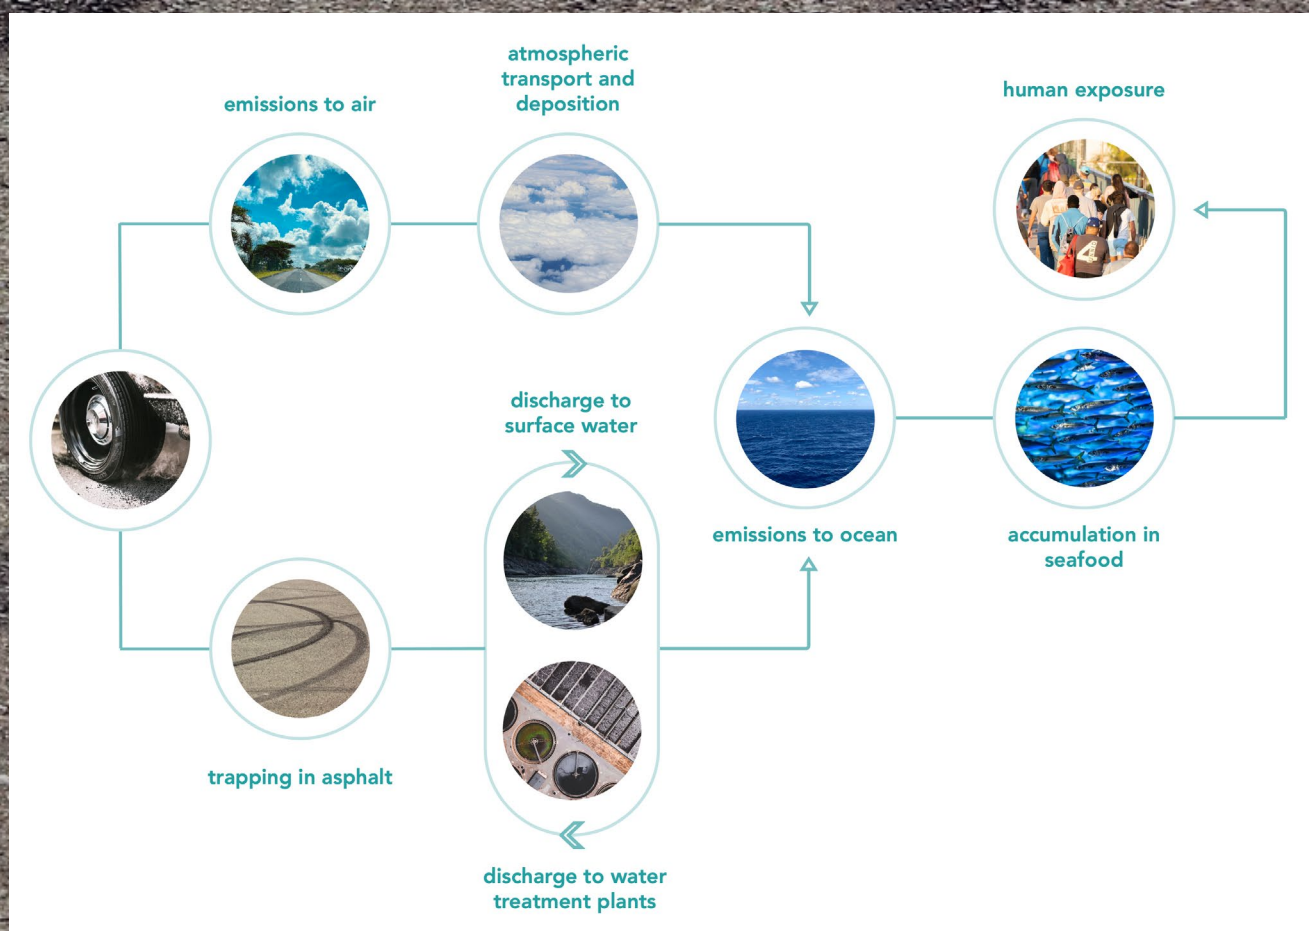 atmospheric
transport and
deposition
emissions to air
human exposure
discharge to
surface water
emissions to ocean
accumulation in
seafood
trapping in asphalt
discharge to water
treatment plants
4